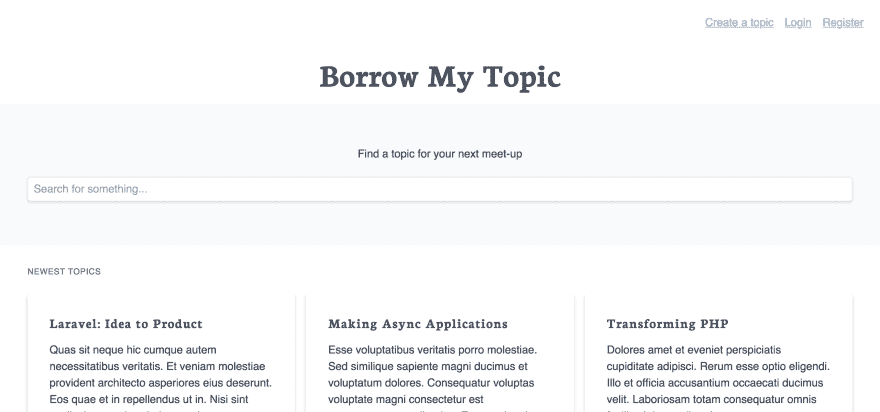 Create a topic Login Register
Borrow My Topic
Find a topic for your next meet-up
Search for something...
NEWEST TOPICS
Laravel: Idea to Product
Quas sit neque hic cumque autem
necessitatibus veritatis. Et veniam molestiae
provident architecto asperiores eius deserunt.
Eos quae et in repellendus ut in. Nisi sint
Making Async Applications
Esse voluptatibus veritatis porro molestiae.
Sed similique sapiente magni ducimus et
voluptatum dolores. Consequatur voluptas
voluptate magni consectetur est
Transforming PHP
Dolores amet et eveniet perspiciatis
cupiditate adipisci. Rerum esse optio eligendi.
Illo et officia accusantium occaecati ducimus
velit. Laboriosam totam consequatur omnis